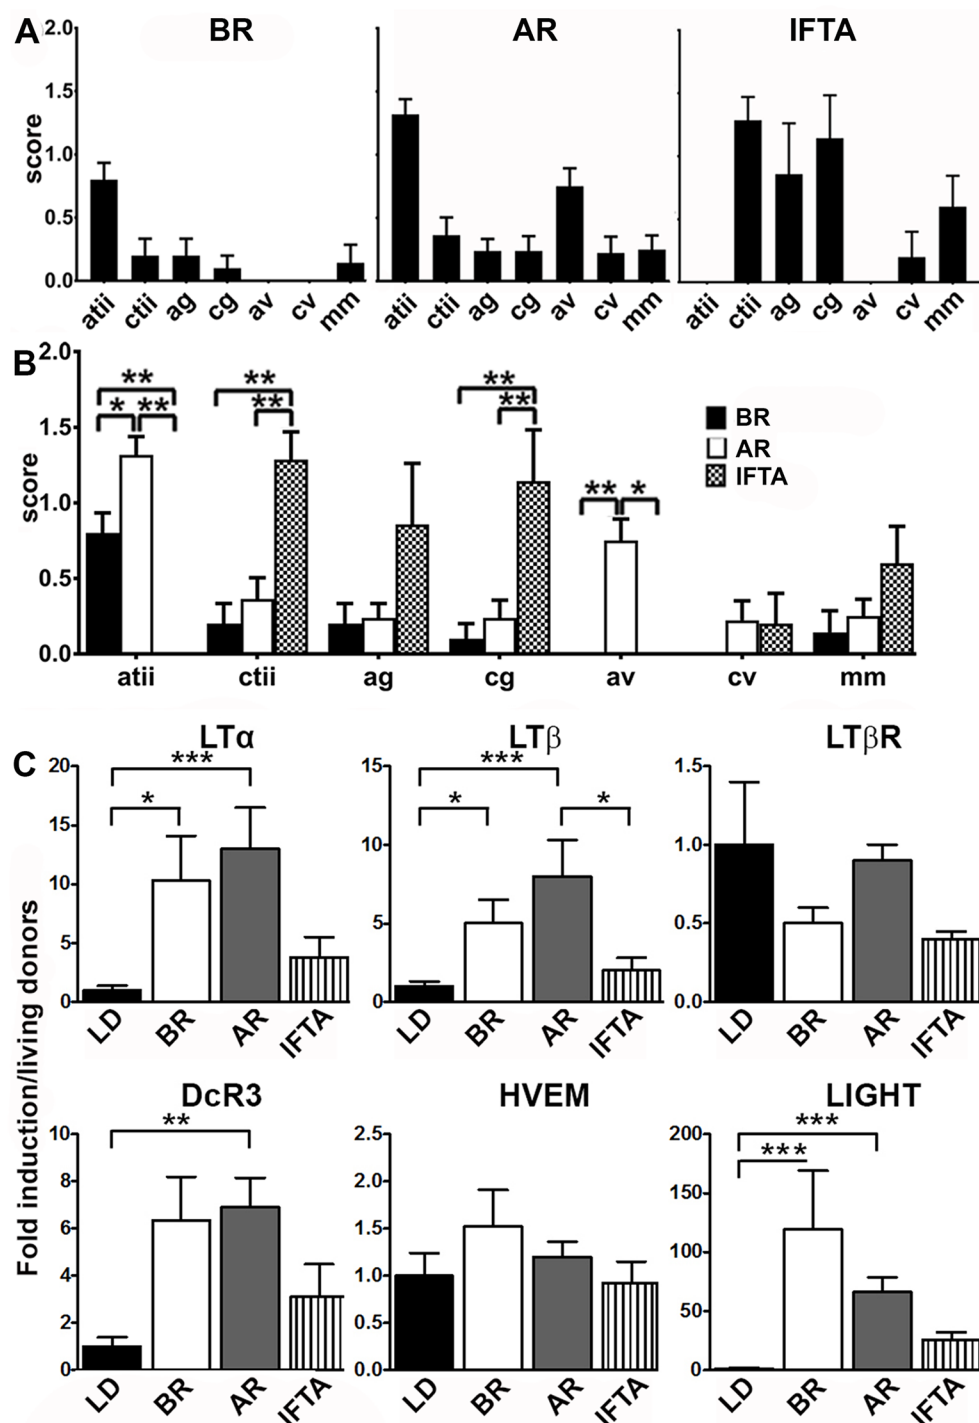 A BR AR IFTA
score
2.0
1.5
1.0
0.5
0.0
atii ctii ag cg av cv mm atii ctii ag cg av cv mm atii ctii ag cg av cv mm
B
score
2.0
1.5
1.0
0.5
0.0
** ** **
* ** ** ** ** *
BR
AR
IFTA
atii ctii ag cg av cv mm
C
Fold induction/living donors
LTα
20
15
10
5
0
***
*
LD BR AR IFTA
LTβ
15
10
5
0
***
* *
LD BR AR IFTA
LTβR
1.5
1.0
0.5
0.0
LD BR AR IFTA
DcR3
10
8
6
4
2
0
**
LD BR AR IFTA
HVEM
2.5
2.0
1.5
1.0
0.5
0.0
LD BR AR IFTA
LIGHT
200
150
100
50
0
***
***
LD BR AR IFTA